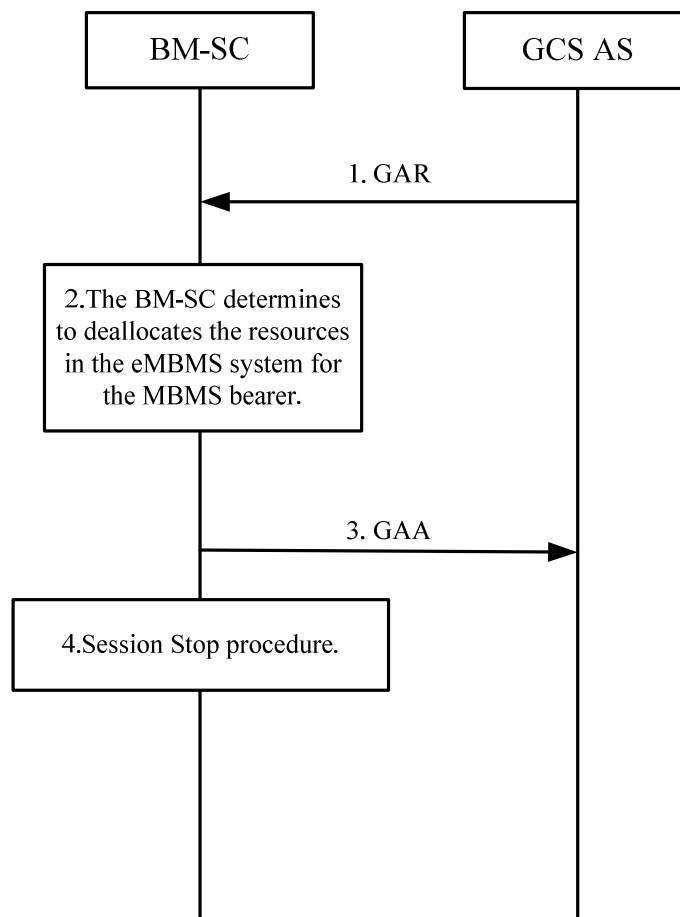 BM-SC
GCS AS
1. GAR
2.The BM-SC determines
to deallocates the resources
in the eMBMS system for
the MBMS bearer.
3. GAA
4.Session Stop procedure.